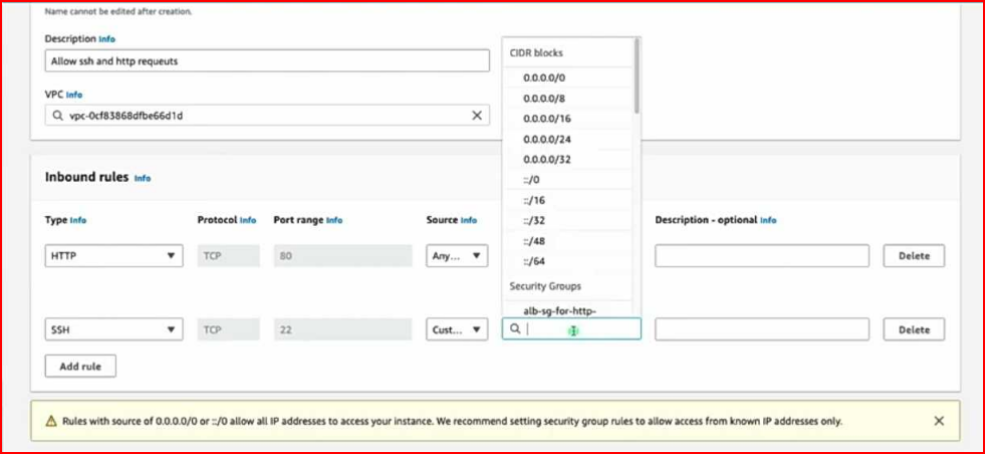 Name cannot be edited after creation.
Description Info
Allow ssh and http requeuts
VPC Info
vpc-0cf83868dfbe66d1d
CIDR blocks
0.0.0.0/0
0.0.0.0/8
0.0.0.0/16
0.0.0.0/24
0.0.0.0/32
::/0
::/16
::/32
::/48
::/64
Security Groups
alb-sg-for-http-
Inbound rules Info
Type Info Protocol Info Port range Info Source Info Description - optional Info
HTTP TCP 80 Any... Delete
SSH TCP 22 Cust... Delete
Add rule
Rules with source of 0.0.0.0/0 or ::/0 allow all IP addresses to access your instance. We recommend setting security group rules to allow access from known IP addresses only.